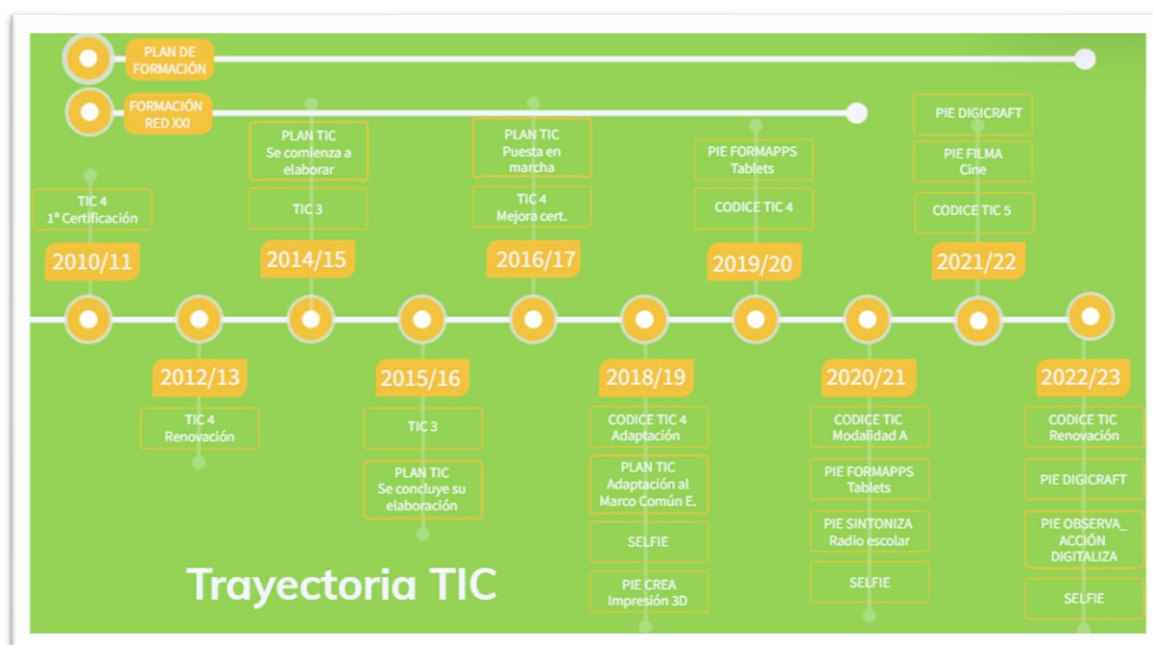 PLAN DE
FORMACIÓN
FORMACIÓN
RED XXI
TIC 4
1ª Certificación
2010/11
PLAN TIC
Se comienza a
elaborar
TIC 3
2014/15
PLAN TIC
Puesta en
marcha
TIC 4
Mejora cert.
2016/17
PIE FORMAPPS
Tablets
CODICE TIC 4
2019/20
PIE DIGICRAFT
PIE FILMA
Cine
CODICE TIC 5
2021/22
2012/13
TIC 4
Renovación
2015/16
TIC 3
PLAN TIC
Se concluye su
elaboración
2018/19
CODICE TIC 4
Adaptación
PLAN TIC
Adaptación al
Marco Común E.
SELFIE
PIE CREA
Impresión 3D
2020/21
CODICE TIC
Modalidad A
PIE FORMAPPS
Tablets
PIE SINTONIZA
Radio escolar
SELFIE
2022/23
CODICE TIC
Renovación
PIE DIGICRAFT
PIE OBSERVA_
ACCIÓN
DIGITALIZA
SELFIE
Trayectoria TIC